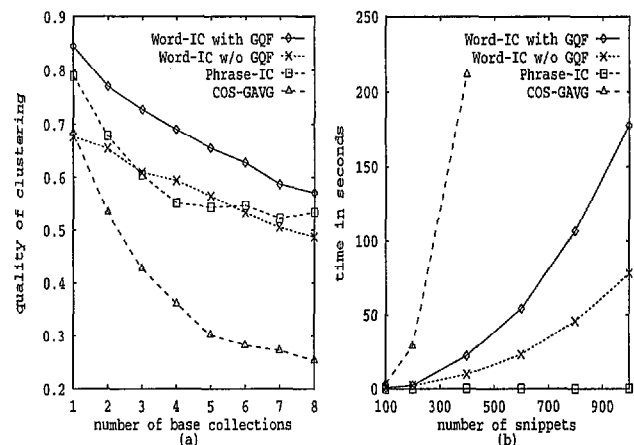 0.9
0.8
0.7
0.6
0.5
0.4
0.3
0.2
quality of clustering
Word-IC with GQF
Word-IC w/o GQF
Phrase-IC
COS-GAVG
1 2 3 4 5 6 7 8
number of base collections
(a)
250
200
150
100
50
0
time in seconds
Word-IC with GQF
Word-IC w/o GQF
Phrase-IC
COS-GAVG
100 300 500 700 900
number of snippets
(b)